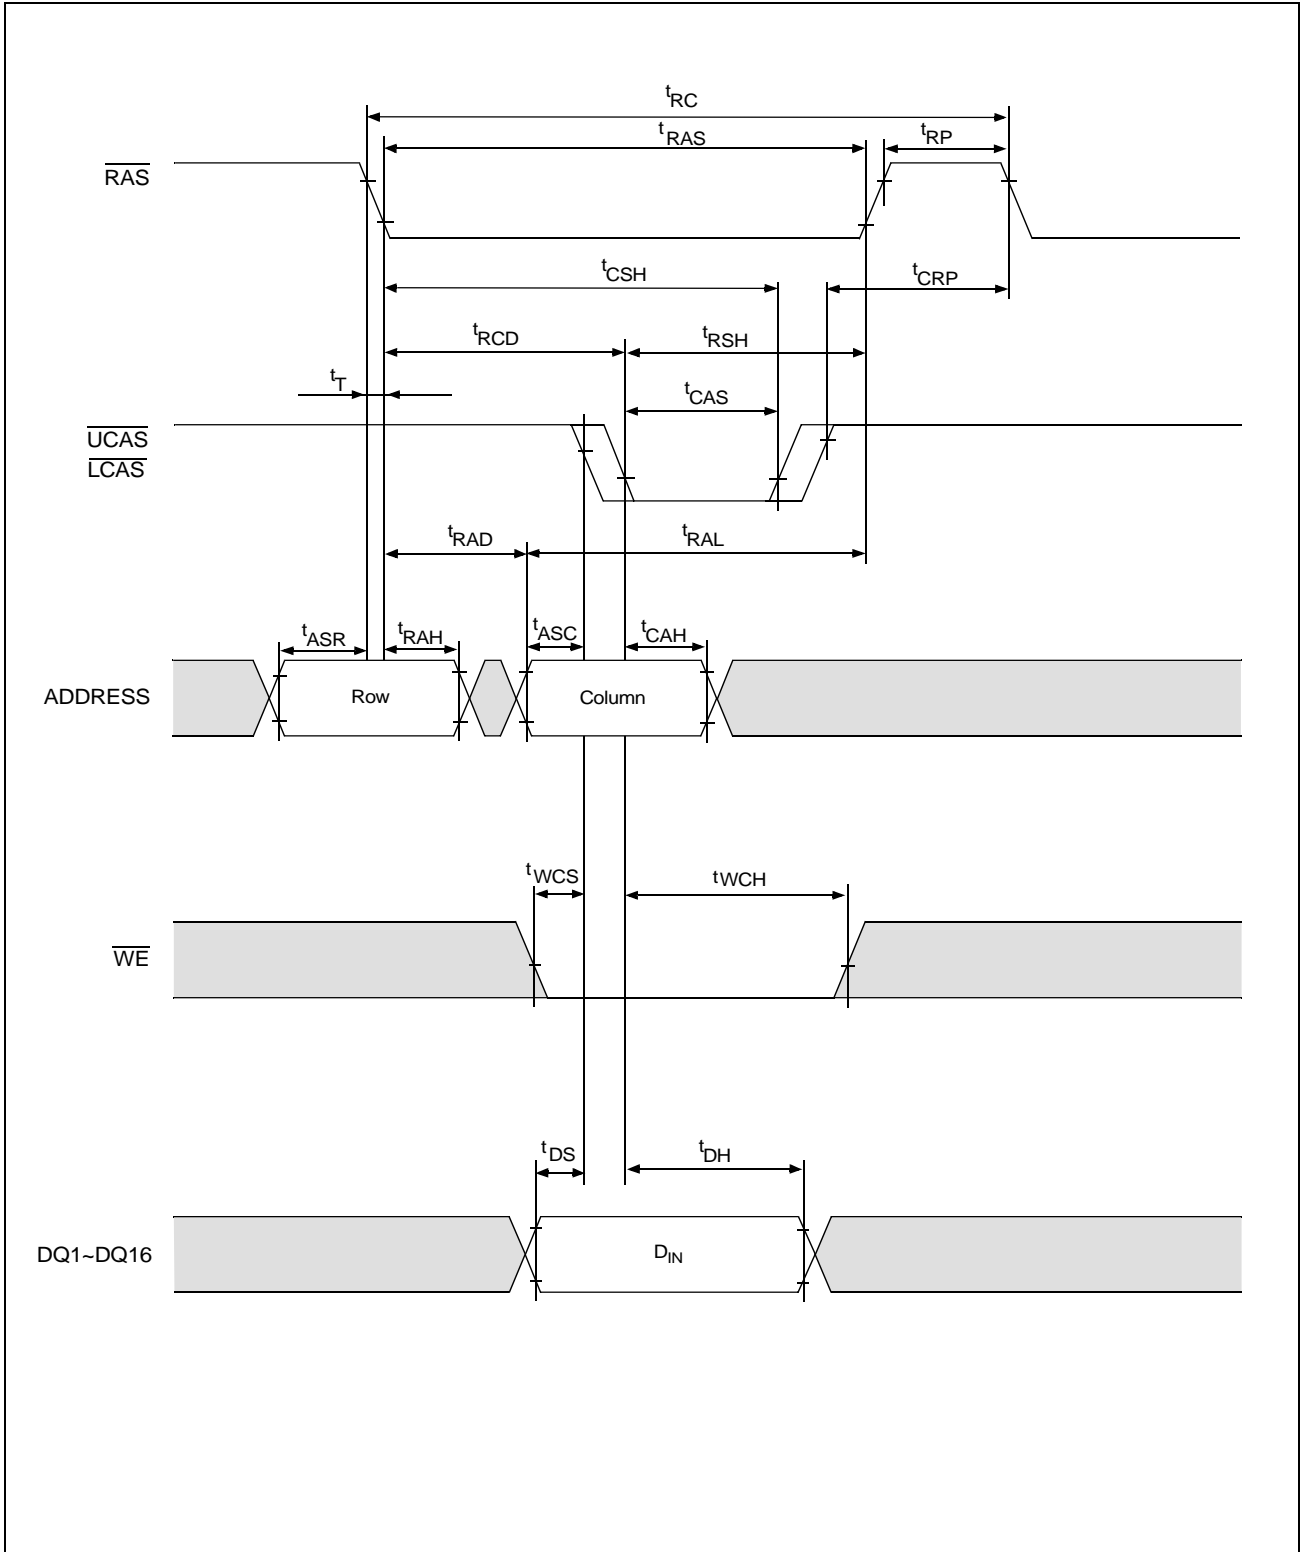 tRC
tRAS
tRP
RAS
tCSH
tCRP
tRCD
tRSH
tT
tCAS
UCAS
LCAS
tRAD
tRAL
tASR
tRAH
tASC
tCAH
ADDRESS
Row
Column
tWCS
tWCH
WE
tDS
tDH
DQ1~DQ16
DIN